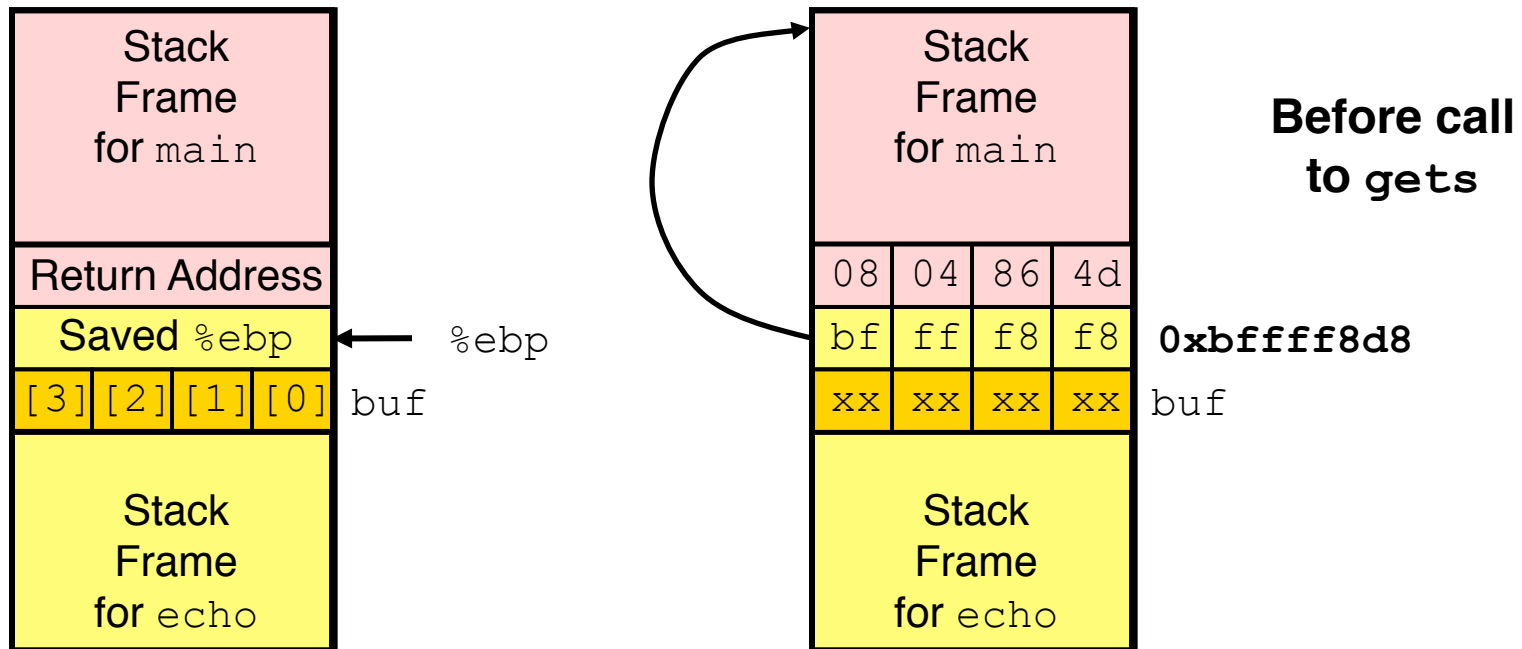 Stack
Frame
for main
Return Address
Saved %ebp
%ebp
[3] [2] [1] [0]
buf
Stack
Frame
for echo
Stack
Frame
for main
08 04 86 4d
bf ff f8 f8
0xbffff8d8
xx xx xx xx
buf
Stack
Frame
for echo
Before call
to gets